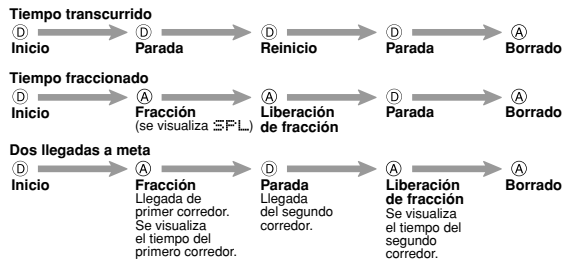 Tiempo transcurrido
D D D D A
Inicio Parada Reinicio Parada Borrado
Tiempo fraccionado
D A A D A
Inicio Fracción Liberación Parada Borrado
(se visualiza SPL) de fracción
Dos llegadas a meta
D A D A A
Inicio Fracción Parada Liberación Borrado
Llegada de Llegada de fracción
primer corredor. del segundo Se visualiza
Se visualiza corredor. el tiempo del
el tiempo del segundo
primero corredor. corredor.